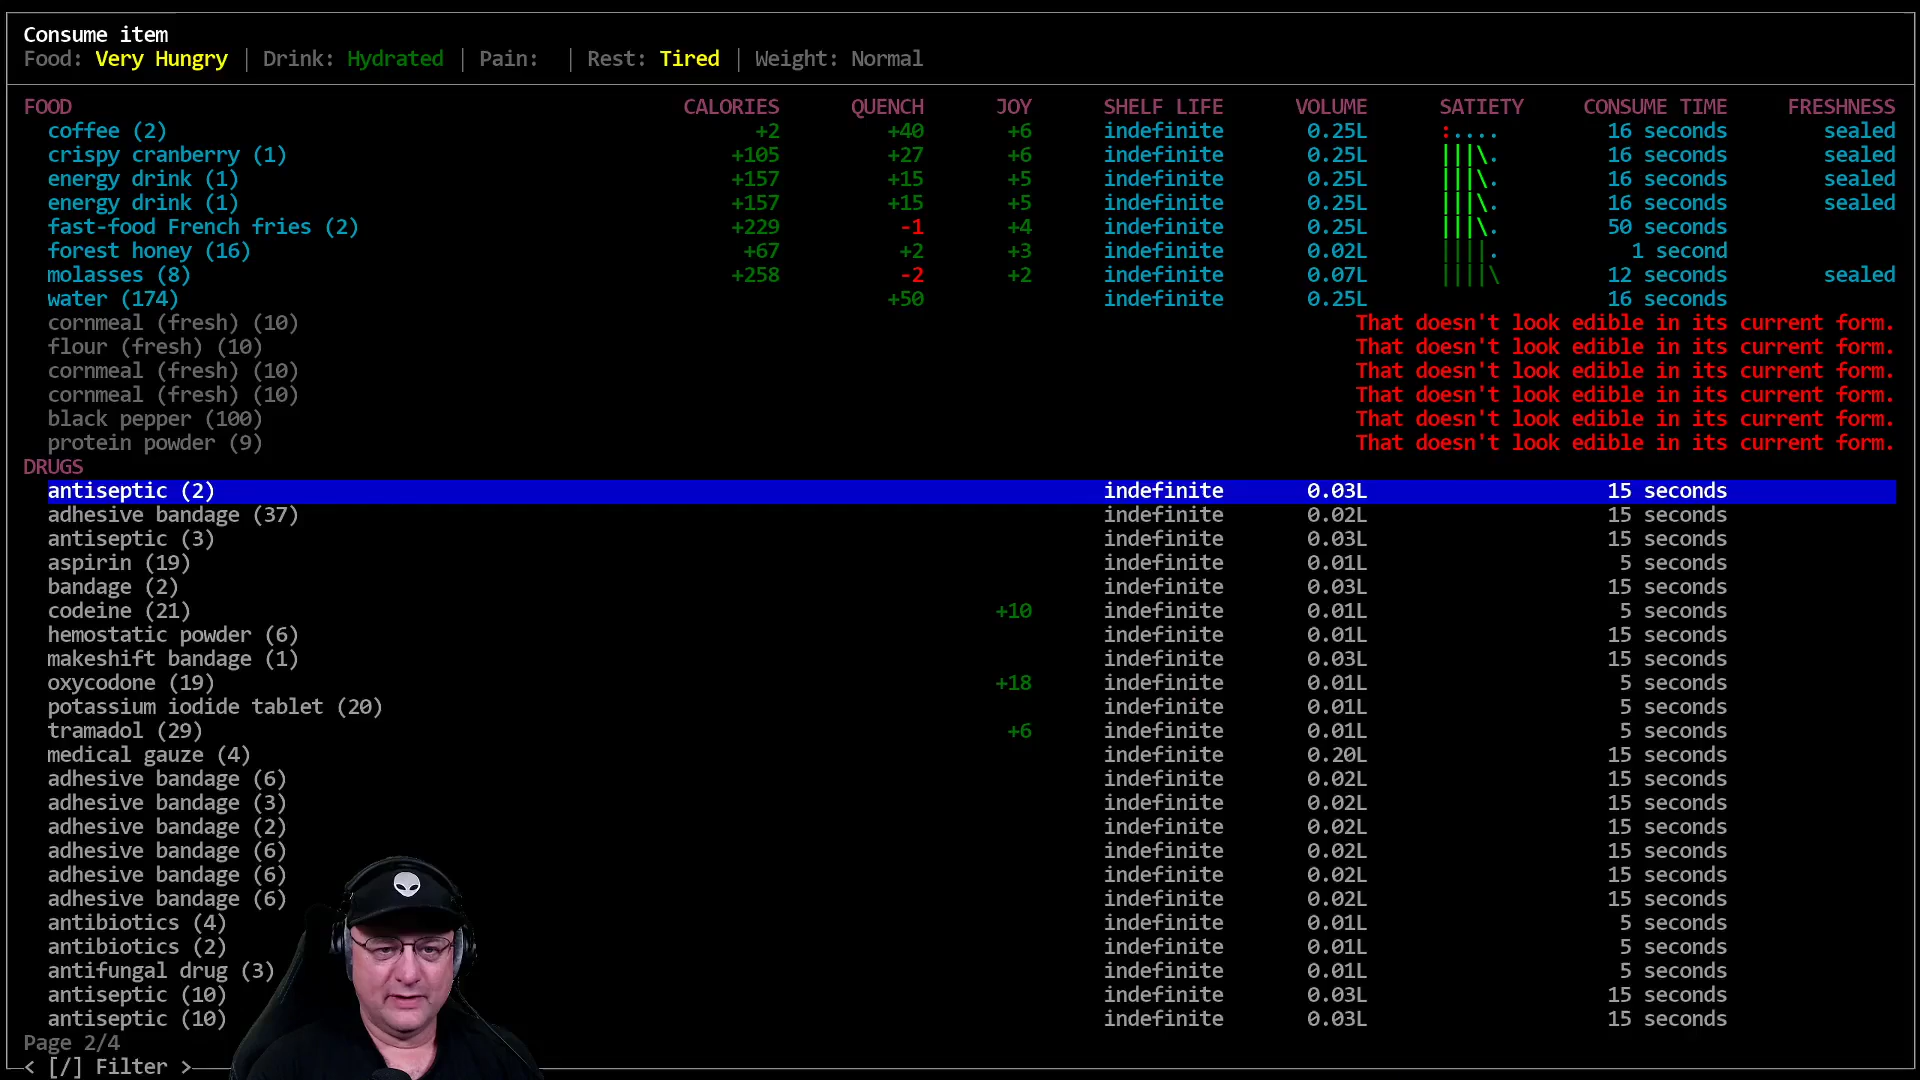 Consume item
Food: Very Hungry | Drink: Hydrated | Pain: | Rest: Tired | Weight: Normal
FOOD CALORIES QUENCH JOY SHELF LIFE VOLUME SATIETY CONSUME TIME FRESHNESS
coffee (2) +2 +40 +6 indefinite 0.25L :.... 16 seconds sealed
crispy cranberry (1) +105 +27 +6 indefinite 0.25L |||\. 16 seconds sealed
energy drink (1) +157 +15 +5 indefinite 0.25L |||\. 16 seconds sealed
energy drink (1) +157 +15 +5 indefinite 0.25L |||\. 16 seconds sealed
fast-food French fries (2) +229 -1 +4 indefinite 0.25L |||\. 50 seconds
forest honey (16) +67 +2 +3 indefinite 0.02L ||||. 1 second
molasses (8) +258 -2 +2 indefinite 0.07L ||||\ 12 seconds sealed
water (174) +50 indefinite 0.25L 16 seconds
cornmeal (fresh) (10) That doesn't look edible in its current form.
flour (fresh) (10) That doesn't look edible in its current form.
cornmeal (fresh) (10) That doesn't look edible in its current form.
cornmeal (fresh) (10) That doesn't look edible in its current form.
black pepper (100) That doesn't look edible in its current form.
protein powder (9) That doesn't look edible in its current form.
DRUGS
antiseptic (2) indefinite 0.03L 15 seconds
adhesive bandage (37) indefinite 0.02L 15 seconds
antiseptic (3) indefinite 0.03L 15 seconds
aspirin (19) indefinite 0.01L 5 seconds
bandage (2) indefinite 0.03L 15 seconds
codeine (21) +10 indefinite 0.01L 5 seconds
hemostatic powder (6) indefinite 0.01L 15 seconds
makeshift bandage (1) indefinite 0.03L 15 seconds
oxycodone (19) +18 indefinite 0.01L 5 seconds
potassium iodide tablet (20) indefinite 0.01L 5 seconds
tramadol (29) +6 indefinite 0.01L 5 seconds
medical gauze (4) indefinite 0.20L 15 seconds
adhesive bandage (6) indefinite 0.02L 15 seconds
adhesive bandage (3) indefinite 0.02L 15 seconds
adhesive bandage (2) indefinite 0.02L 15 seconds
adhesive bandage (6) indefinite 0.02L 15 seconds
adhesive bandage (6) indefinite 0.02L 15 seconds
adhesive bandage (6) indefinite 0.02L 15 seconds
antibiotics (4) indefinite 0.01L 5 seconds
antibiotics (2) indefinite 0.01L 5 seconds
antifungal drug (3) indefinite 0.01L 5 seconds
antiseptic (10) indefinite 0.03L 15 seconds
antiseptic (10) indefinite 0.03L 15 seconds
Page 2/4
< [/] Filter >